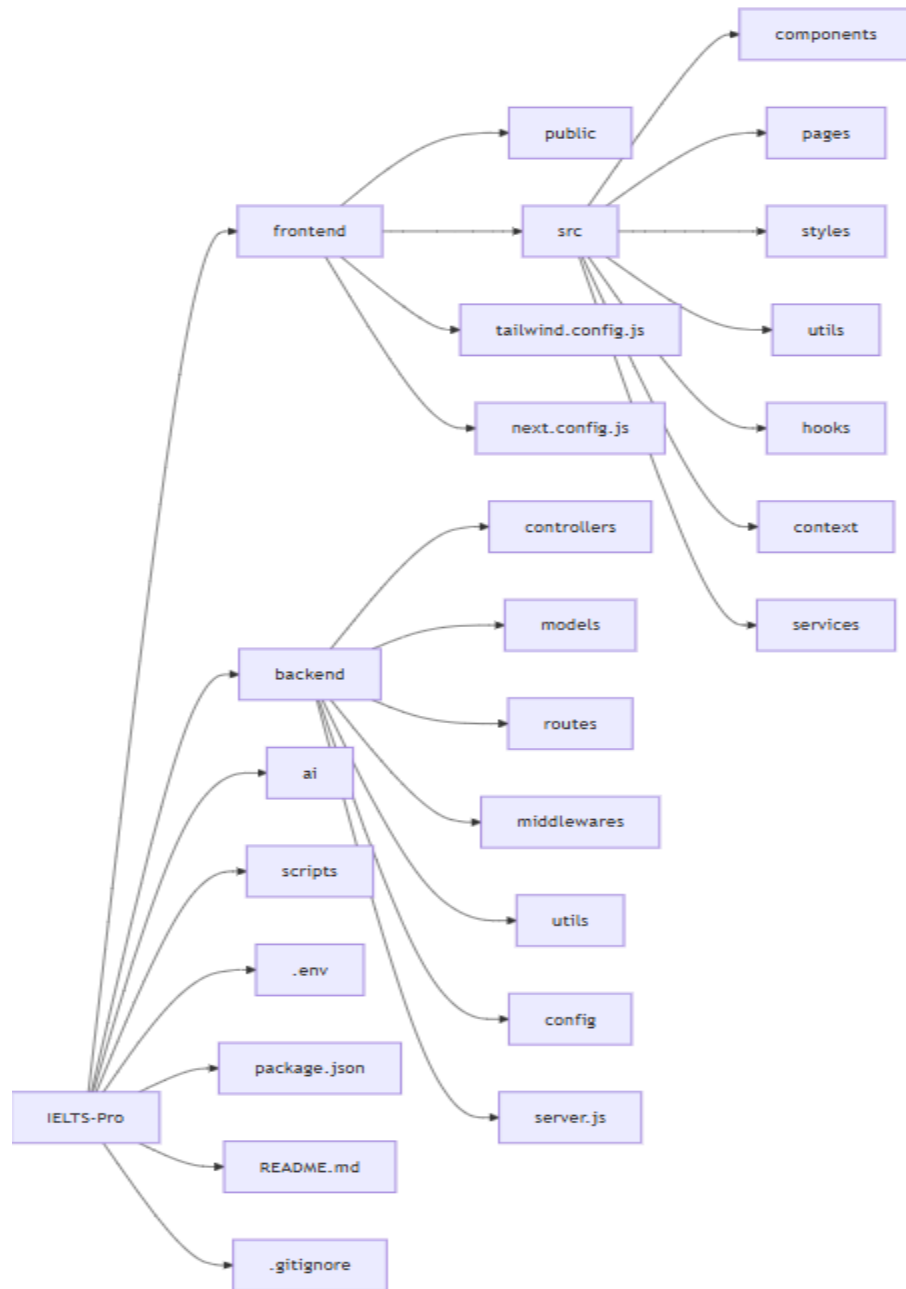 components
public
pages
frontend
src
styles
tailwind.config.js
utils
next.config.js
hooks
controllers
context
models
services
backend
routes
ai
middlewares
scripts
utils
.env
config
package.json
IELTS-Pro
server.js
README.md
.gitignore